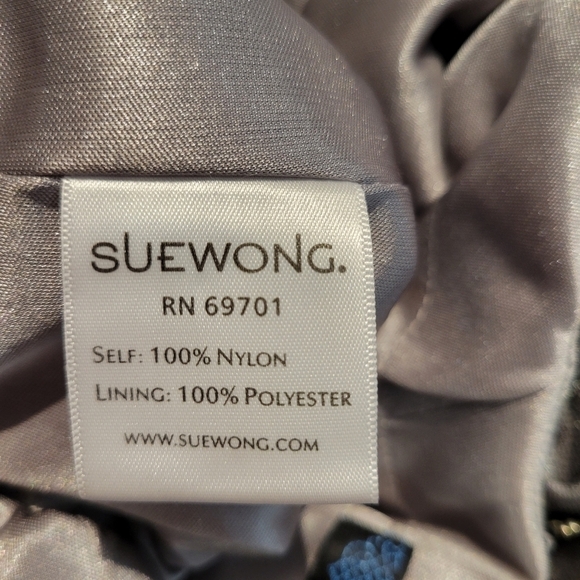 SUEWONG.
RN 69701
SELF: 100% NYLON
LINING: 100% POLYESTER
WWW.SUEWONG.COM